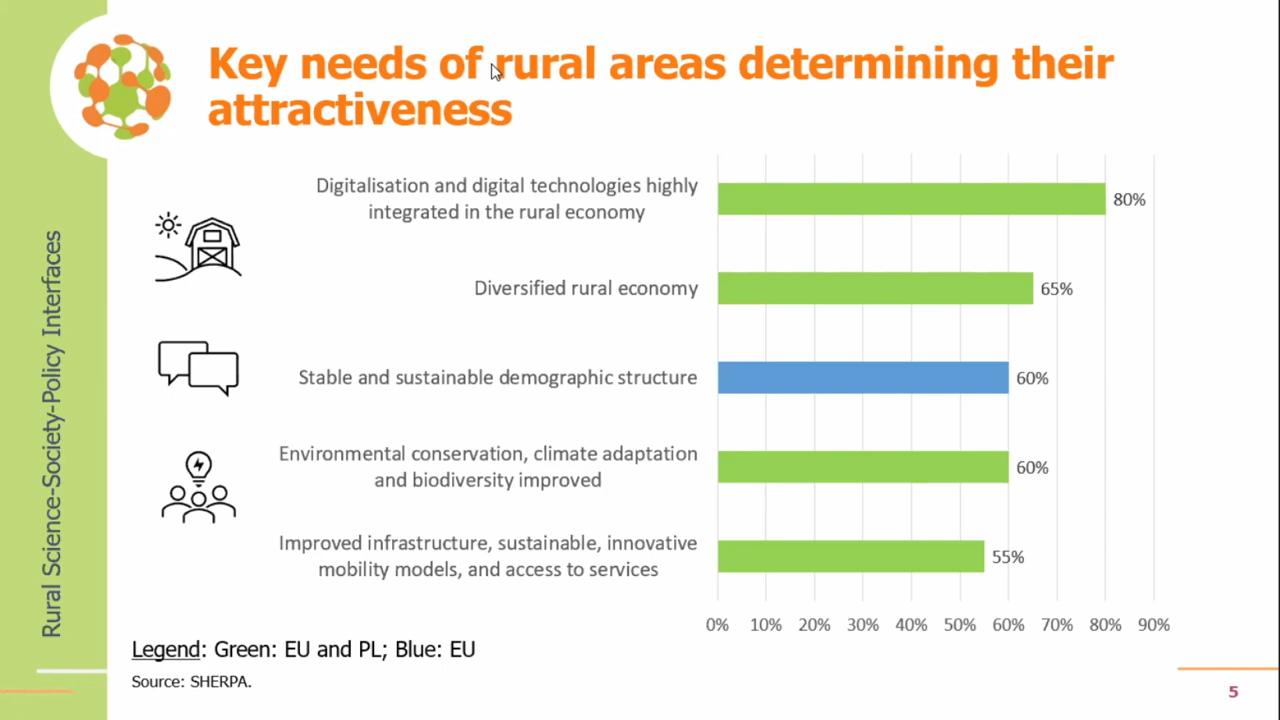 Key needs of rural areas determining their
attractiveness
Rural Science-Society-Policy Interfaces
Digitalisation and digital technologies highly
integrated in the rural economy
80%
Diversified rural economy
65%
Stable and sustainable demographic structure
60%
Environmental conservation, climate adaptation
and biodiversity improved
60%
Improved infrastructure, sustainable, innovative
mobility models, and access to services
55%
0% 10% 20% 30% 40% 50% 60% 70% 80% 90%
Legend: Green: EU and PL; Blue: EU
Source: SHERPA.
5